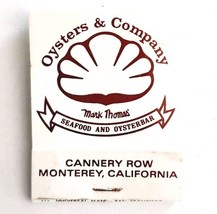 Oysters & Company
Mark Thomas'
SEAFOOD AND OYSTERBAR
CANNERY ROW
MONTEREY, CALIFORNIA